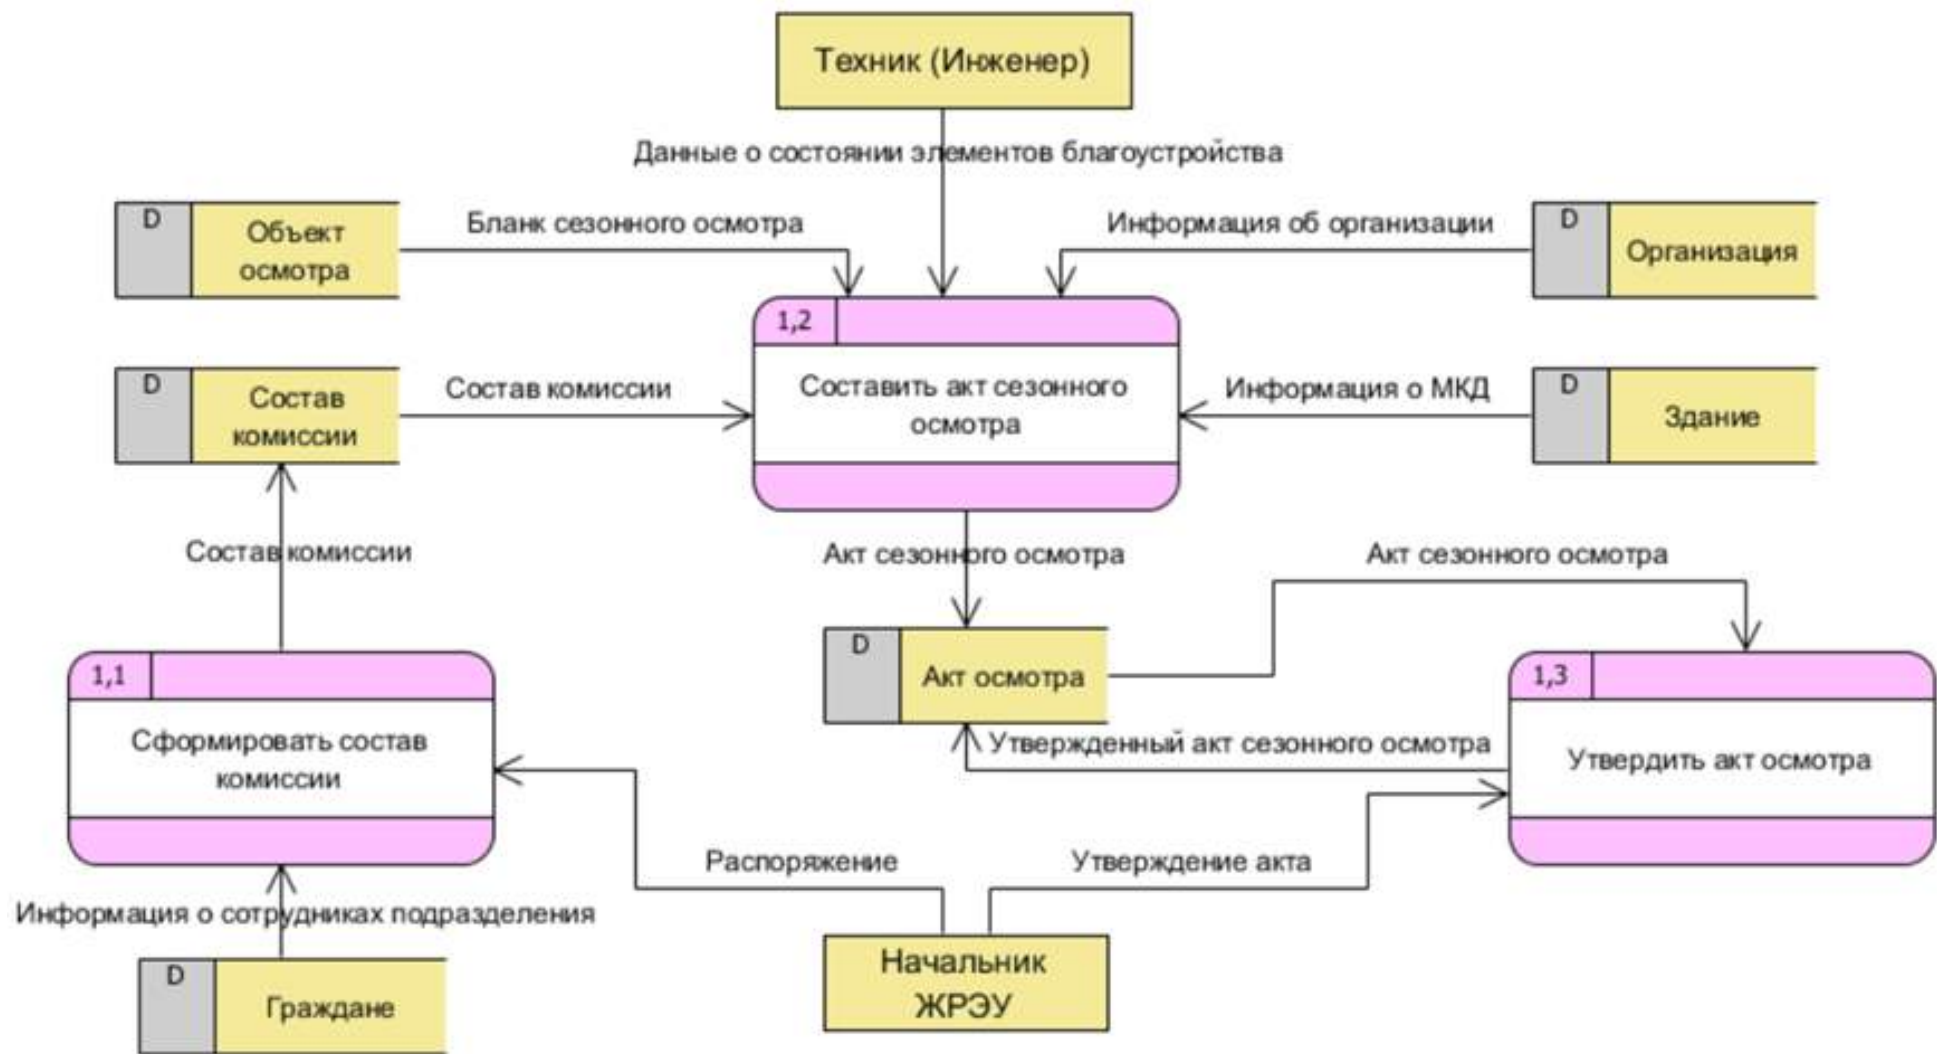 Техник (Инженер)
Данные о состоянии элементов благоустройства
D
Объект
осмотра
Бланк сезонного осмотра
Информация об организации
D
Организация
1,2
Составить акт сезонного
осмотра
D
Состав
комиссии
Состав комиссии
Информация о МКД
D
Здание
Состав комиссии
Акт сезонного осмотра
Акт сезонного осмотра
D
Акт осмотра
1,1
Сформировать состав
комиссии
1,3
Утвердить акт осмотра
Утвержденный акт сезонного осмотра
Распоряжение
Утверждение акта
Информация о сотрудниках подразделения
D
Граждане
Начальник
ЖРЭУ